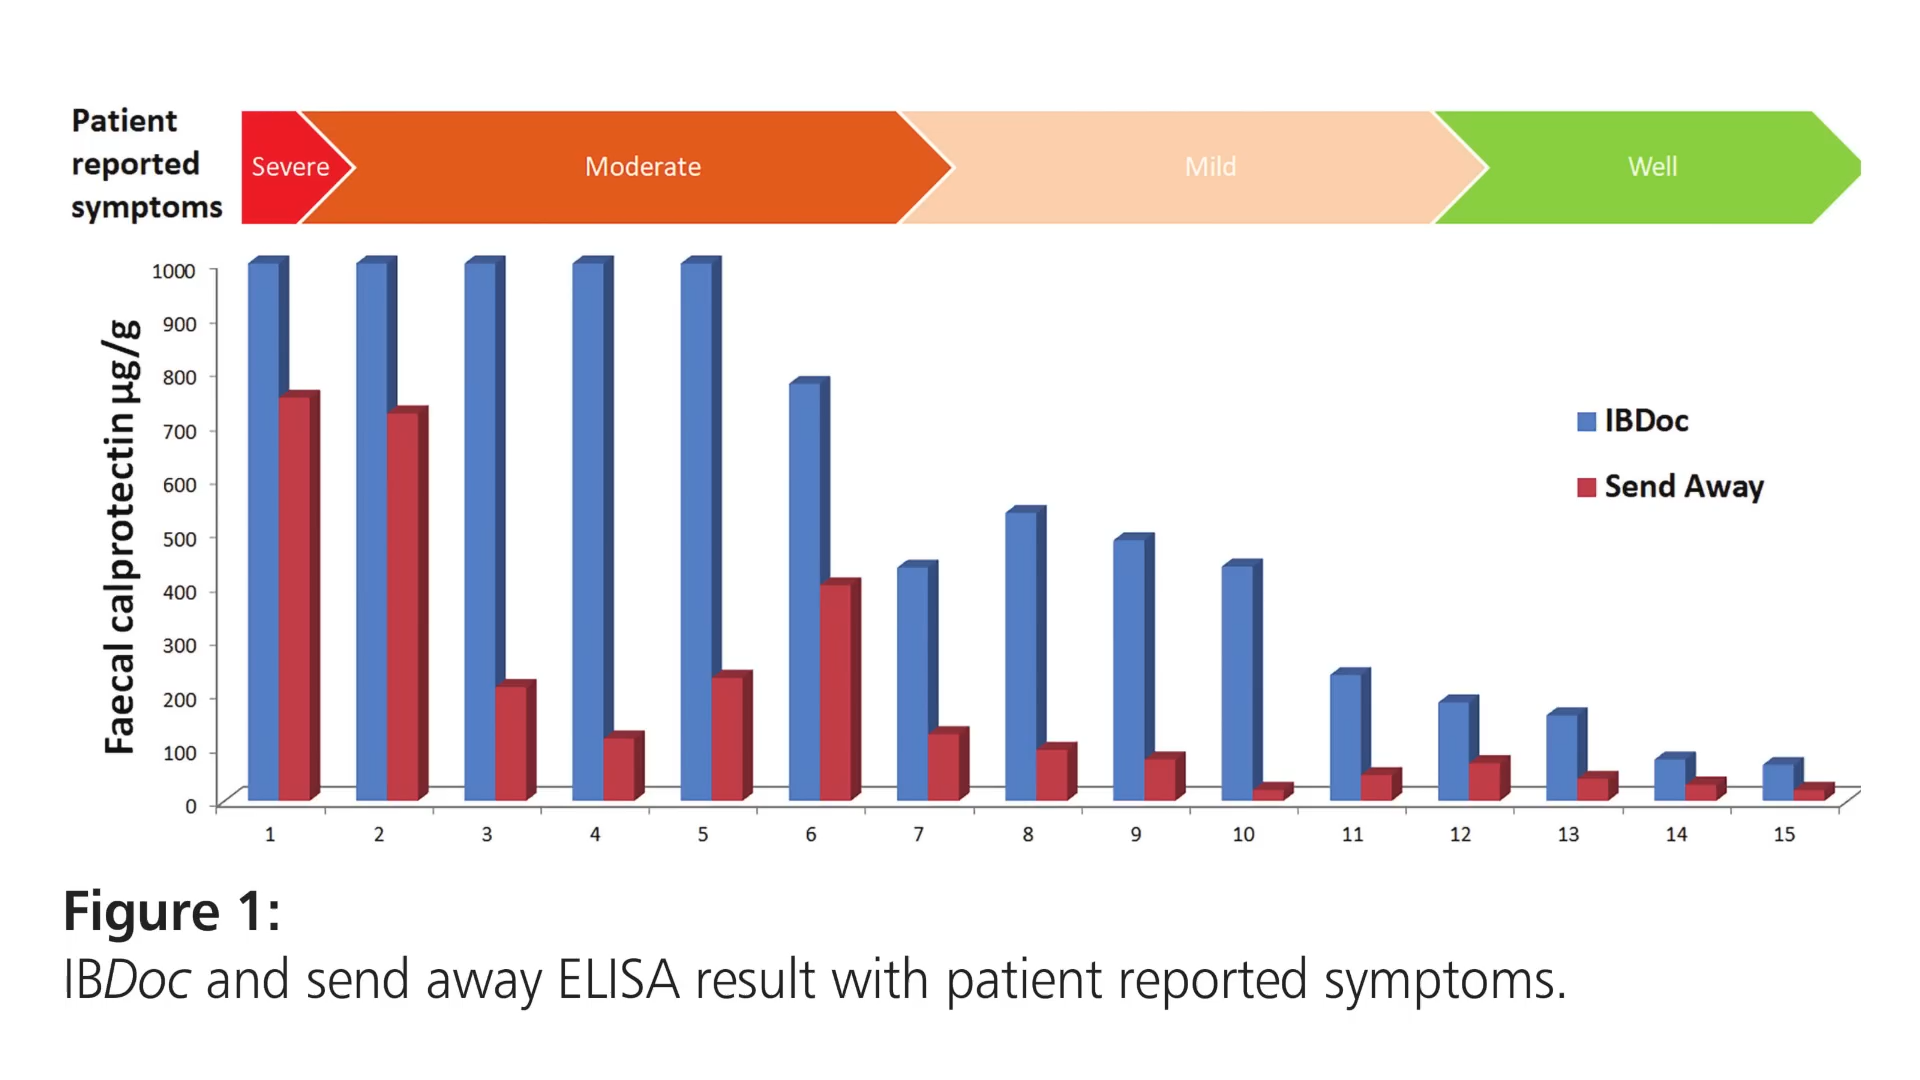 Patient
reported
symptoms
Severe
Moderate
Mild
Well
Faecal calprotectin µg/g
1000
900
800
700
600
500
400
300
200
100
0
IBDoc
Send Away
1 2 3 4 5 6 7 8 9 10 11 12 13 14 15
Figure 1:
IBDoc and send away ELISA result with patient reported symptoms.